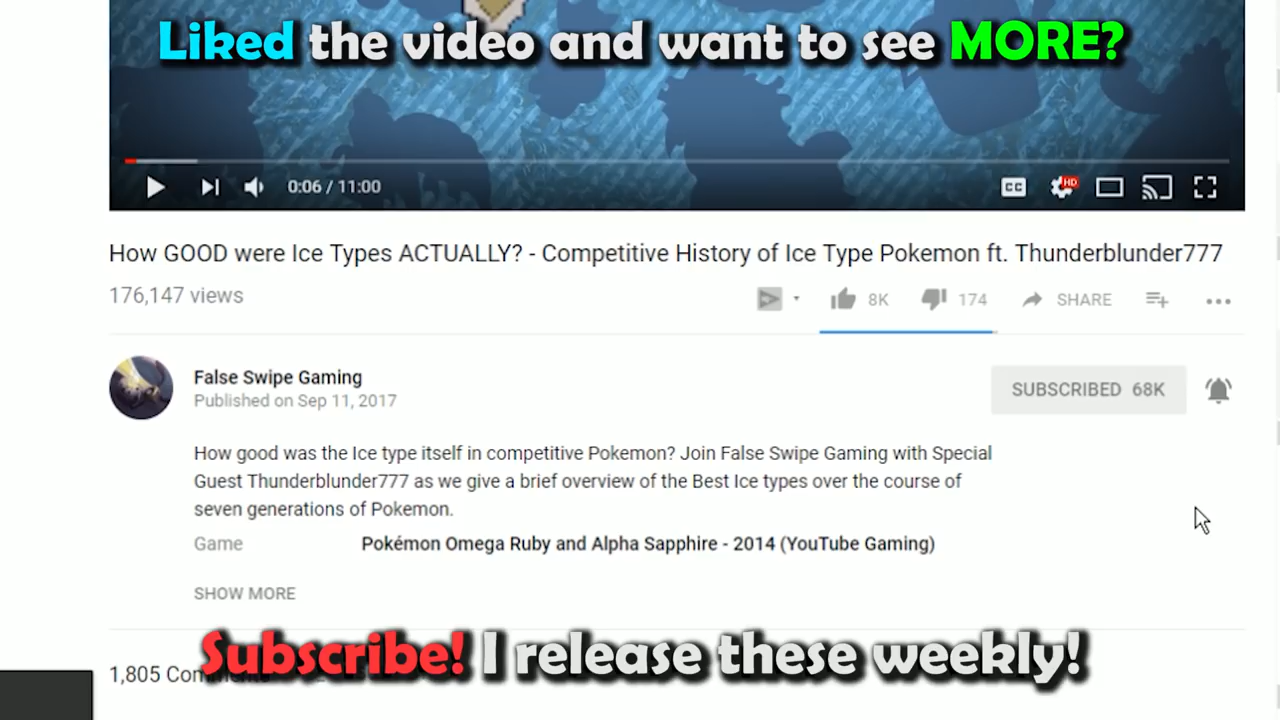 Liked the video and want to see MORE?
0:06 / 11:00
CC
HD
How GOOD were Ice Types ACTUALLY? - Competitive History of Ice Type Pokemon ft. Thunderblunder777
176,147 views
8K 174 SHARE
False Swipe Gaming
Published on Sep 11, 2017
SUBSCRIBED 68K
How good was the Ice type itself in competitive Pokemon? Join False Swipe Gaming with Special
Guest Thunderblunder777 as we give a brief overview of the Best Ice types over the course of
seven generations of Pokemon.
Game Pokémon Omega Ruby and Alpha Sapphire - 2014 (YouTube Gaming)
SHOW MORE
Subscribe! I release these weekly!
1,805 Comments